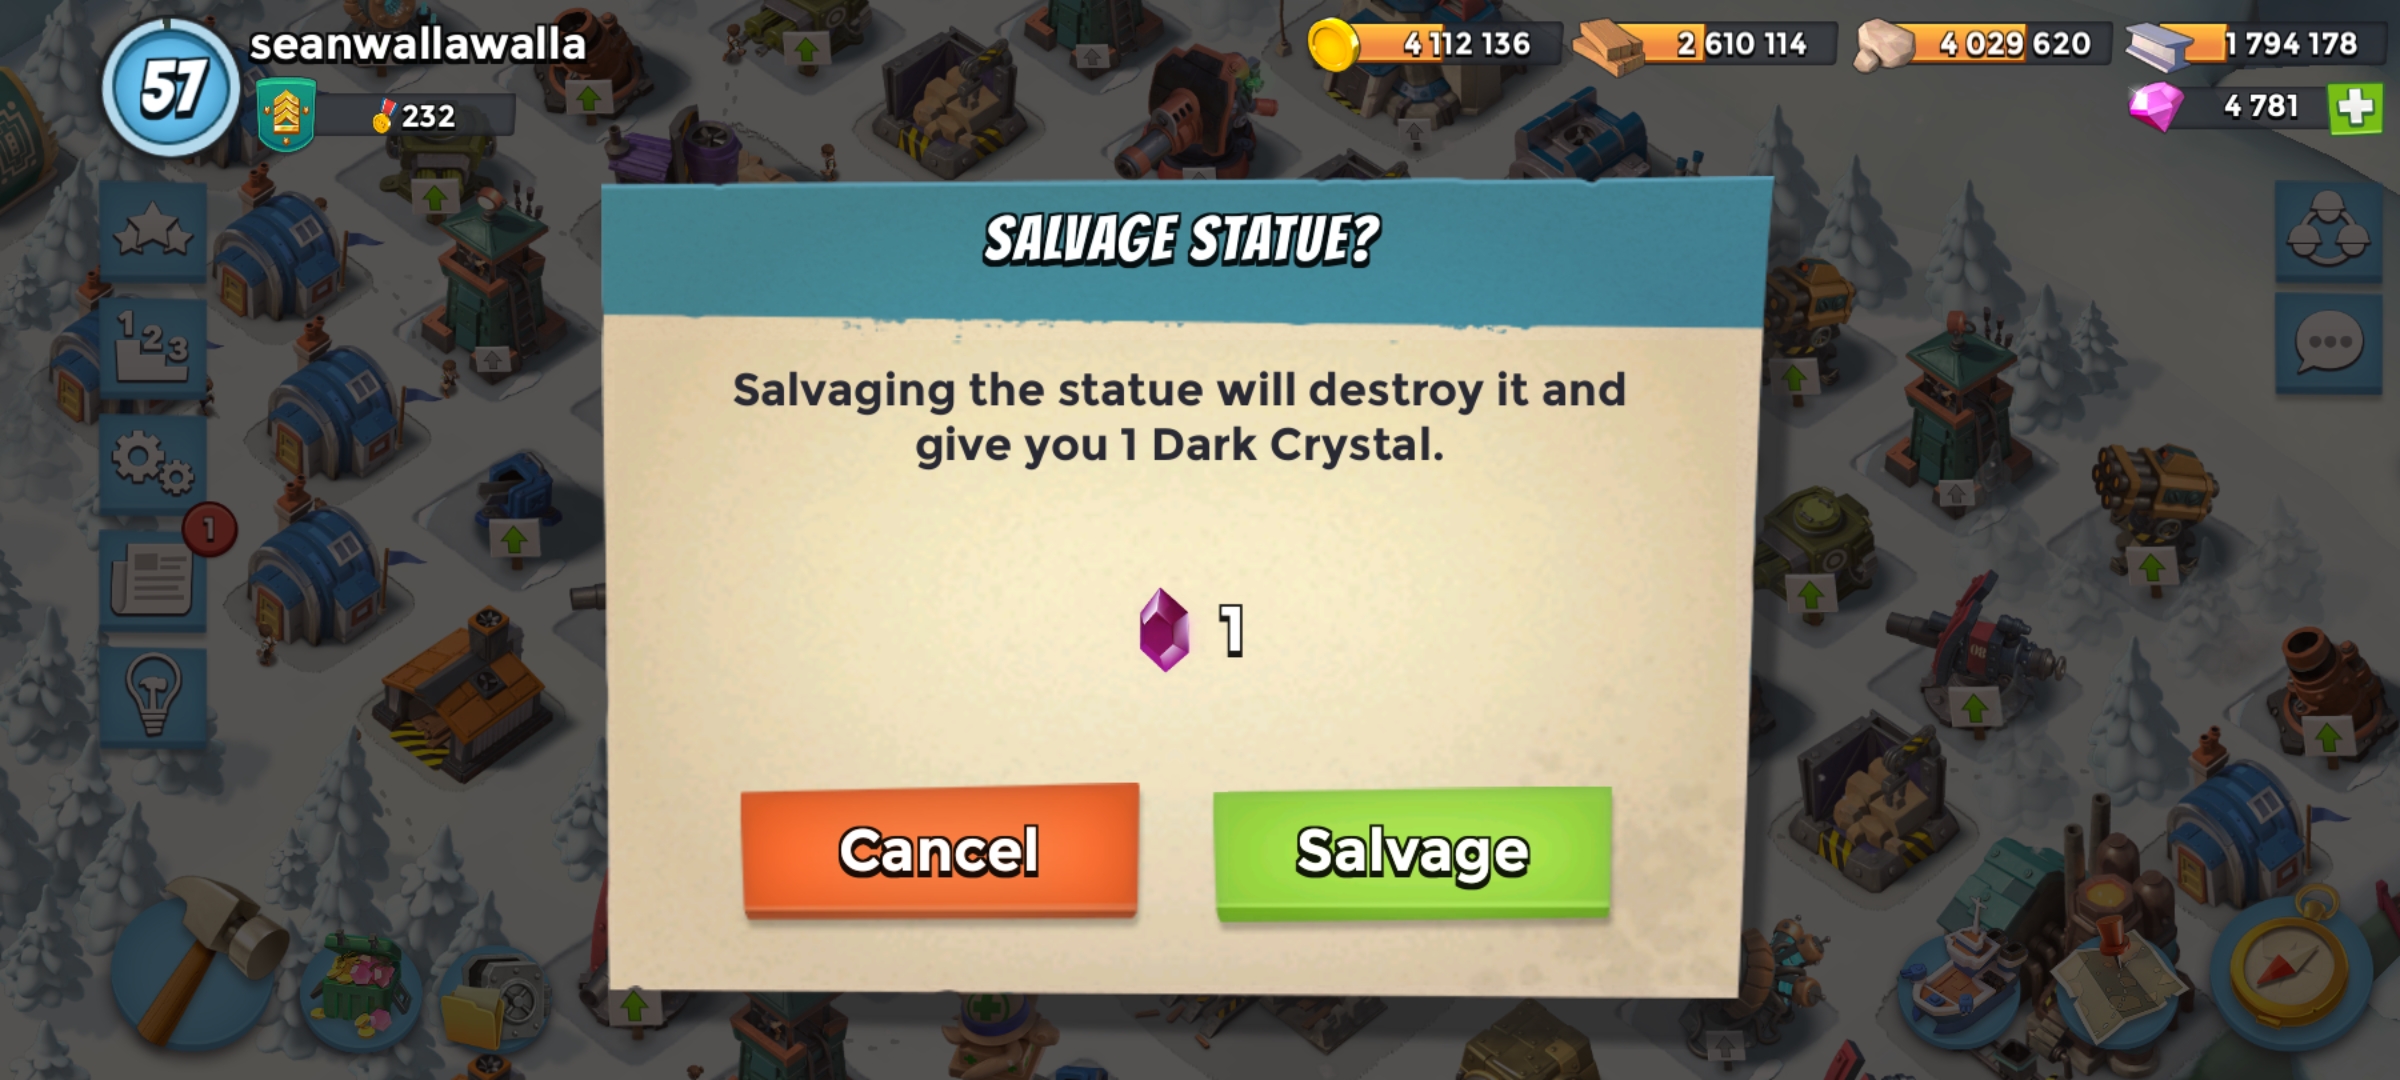 57
seanwallawalla
232
4 112 136
2 610 114
4 029 620
1 794 178
4 781
SALVAGE STATUE?
Salvaging the statue will destroy it and
give you 1 Dark Crystal.
1
Cancel
Salvage
1 2 3
1
08